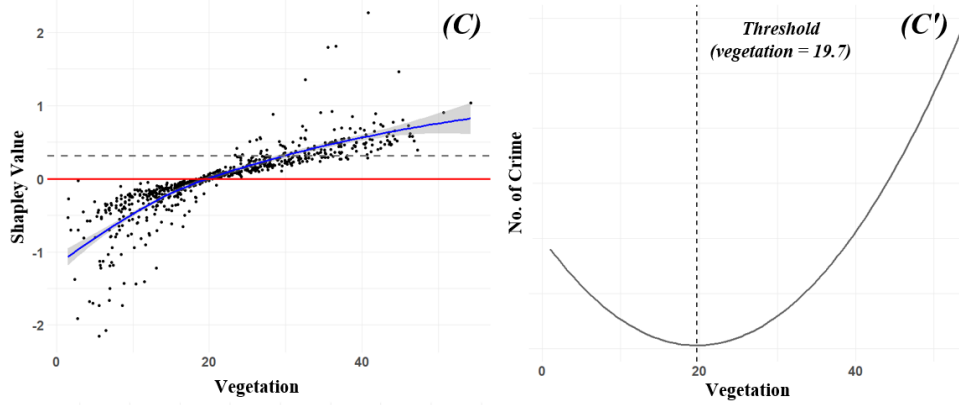 (C)
2
1
0
-1
-2
Shapley Value
0
20
40
Vegetation
(C')
Threshold
(vegetation = 19.7)
No. of Crime
0
20
40
Vegetation